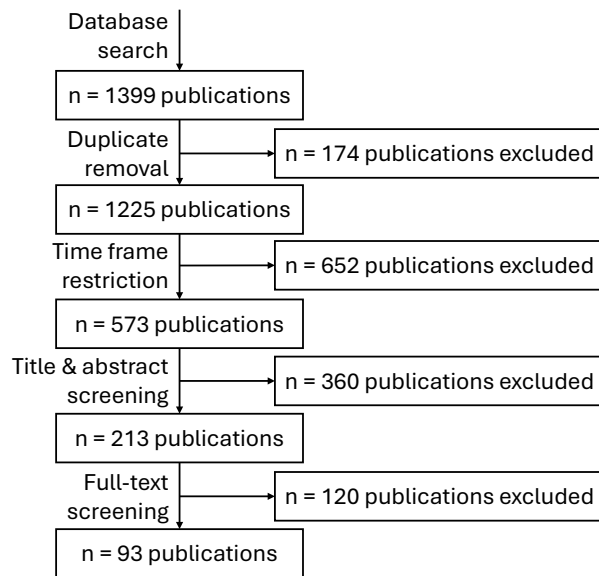 Database
search
n = 1399 publications
Duplicate
removal
n = 174 publications excluded
n = 1225 publications
Time frame
restriction
n = 652 publications excluded
n = 573 publications
Title & abstract
screening
n = 360 publications excluded
n = 213 publications
Full-text
screening
n = 120 publications excluded
n = 93 publications